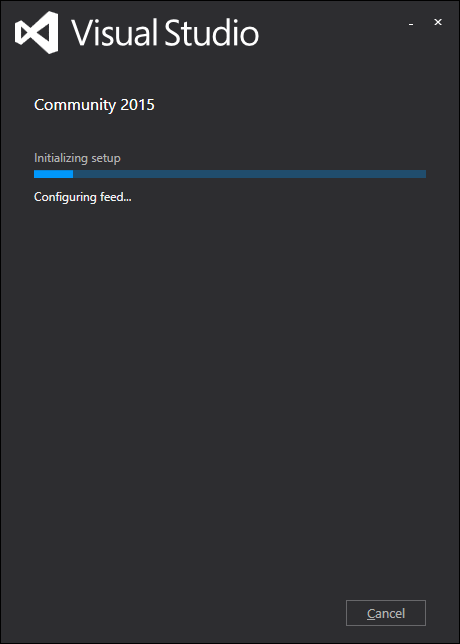 Visual Studio
Community 2015
Initializing setup
Configuring feed...
Cancel